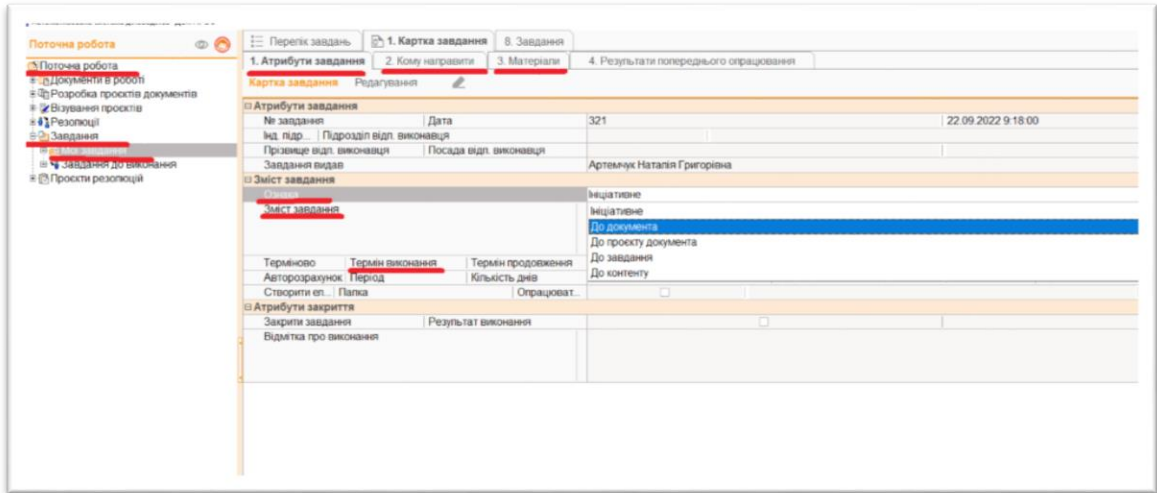 Поточна робота
Поточна робота
Документи в роботі
Розробка проєктів документів
Візування проєктів
Резолюції
Завдання
Мої завдання
Завдання до виконання
Проєкти резолюцій
Перелік завдань 1. Картка завдання 8. Завдання
1. Атрибути завдання 2. Кому направити 3. Матеріали 4. Результати попереднього опрацювання
Картка завдання Редагування
Атрибути завдання
№ завдання Дата 321 22.09.2022 9:18:00
Інд. підр... Підрозділ відп. виконавця
Прізвище відп. виконавця Посада відп. виконавця
Завдання видав Артемчук Наталія Григорівна
Зміст завдання
Ознака Ініціативне
Зміст завдання Ініціативне
До документа
До проєкту документа
До завдання
До контенту
Терміново Термін виконання Термін продовження
Авторозрахунок Період Кількість днів
Створити еп... Папка Опрацюват...
Атрибути закриття
Закрити завдання Результат виконання
Відмітка про виконання